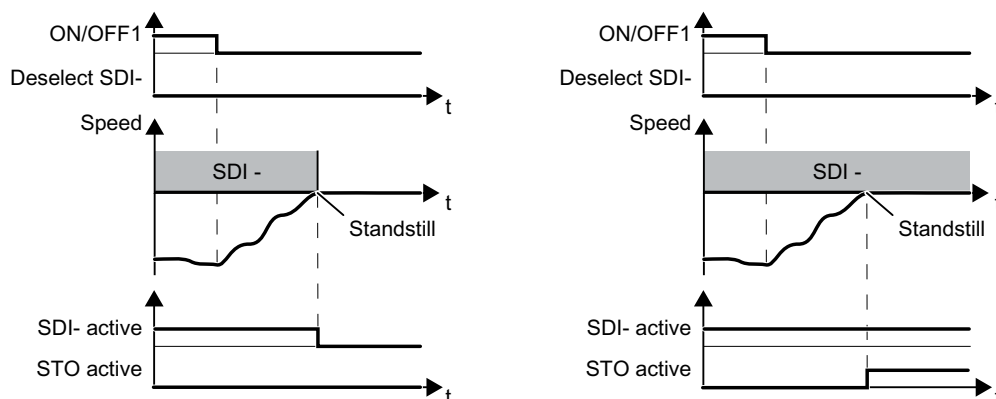 ON/OFF1
Deselect SDI-
t
Speed
SDI -
t
Standstill
SDI- active
STO active
t
ON/OFF1
Deselect SDI-
Speed
SDI -
Standstill
SDI- active
STO active